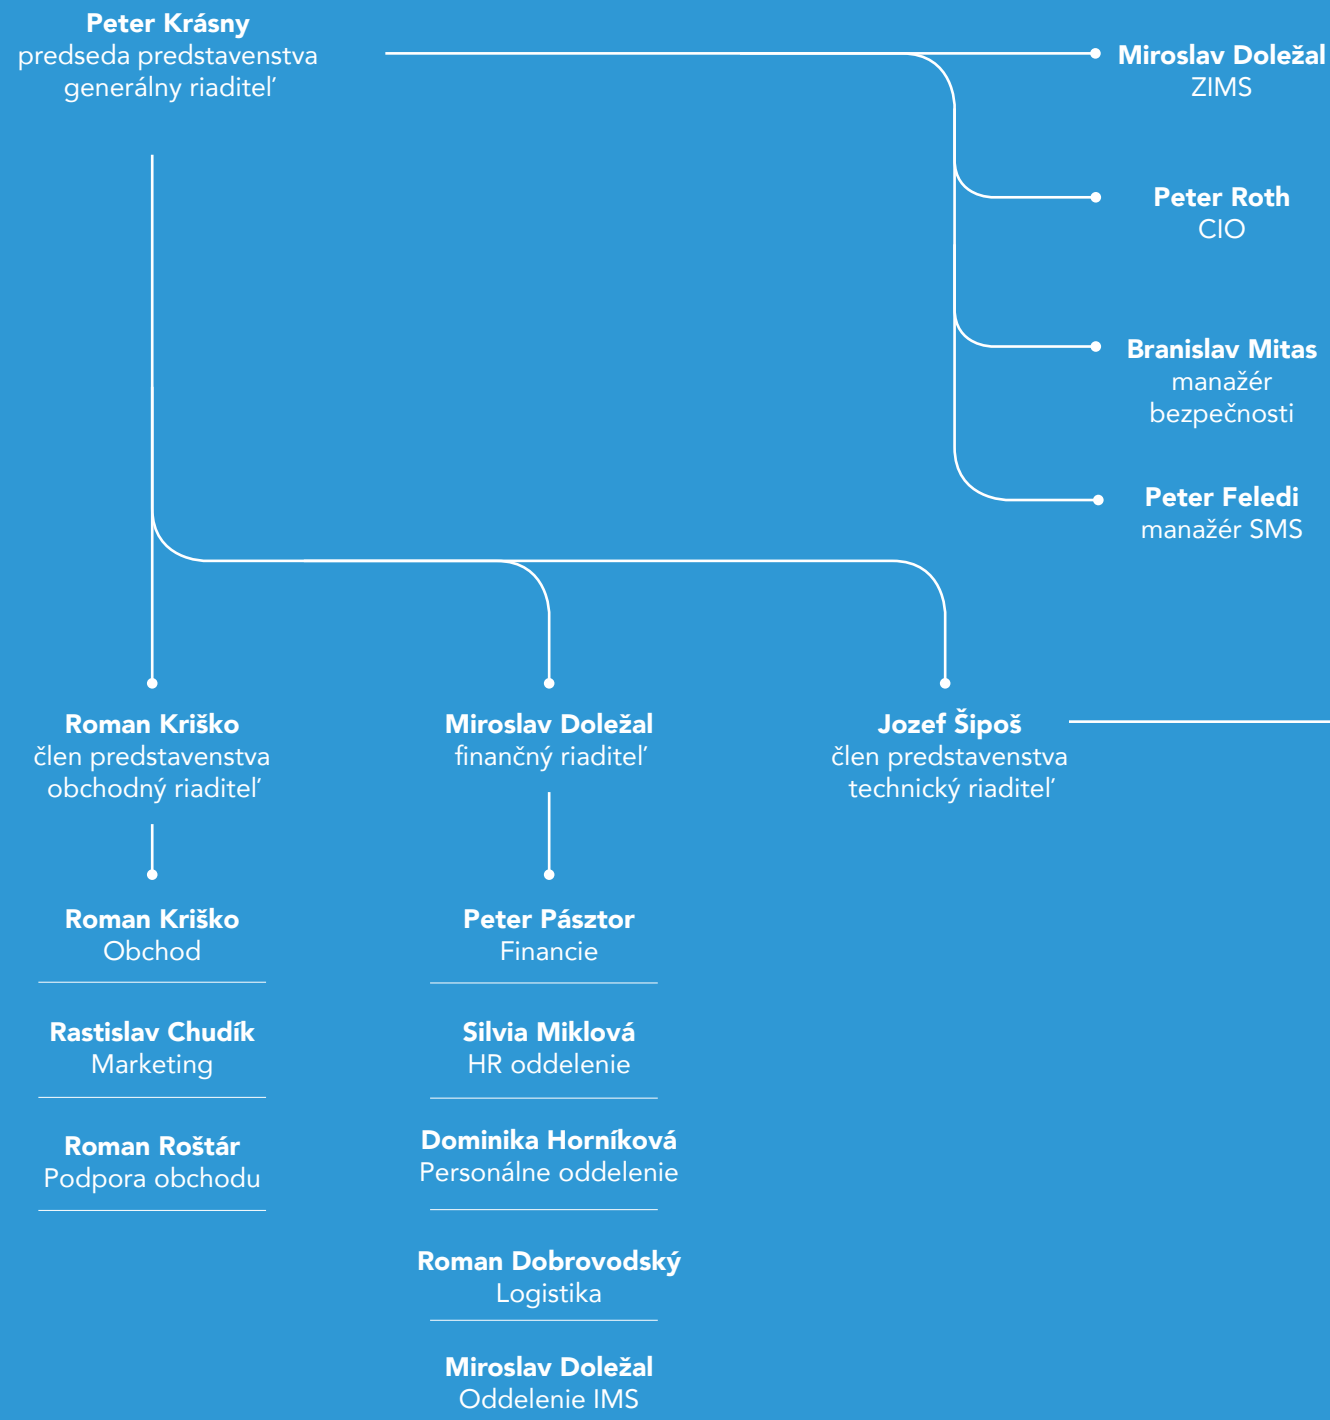 Peter Krásny
predseda predstavenstva
generálny riaditeľ
Miroslav Doležal
ZIMS
Peter Roth
CIO
Branislav Mitas
manažér
bezpečnosti
Peter Feledi
manažér SMS
Roman Kriško
člen predstavenstva
obchodný riaditeľ
Miroslav Doležal
finančný riaditeľ
Jozef Šipoš
člen predstavenstva
technický riaditeľ
Roman Kriško
Obchod
Rastislav Chudík
Marketing
Roman Roštár
Podpora obchodu
Peter Pásztor
Financie
Silvia Miklová
HR oddelenie
Dominika Horníková
Personálne oddelenie
Roman Dobrovodský
Logistika
Miroslav Doležal
Oddelenie IMS